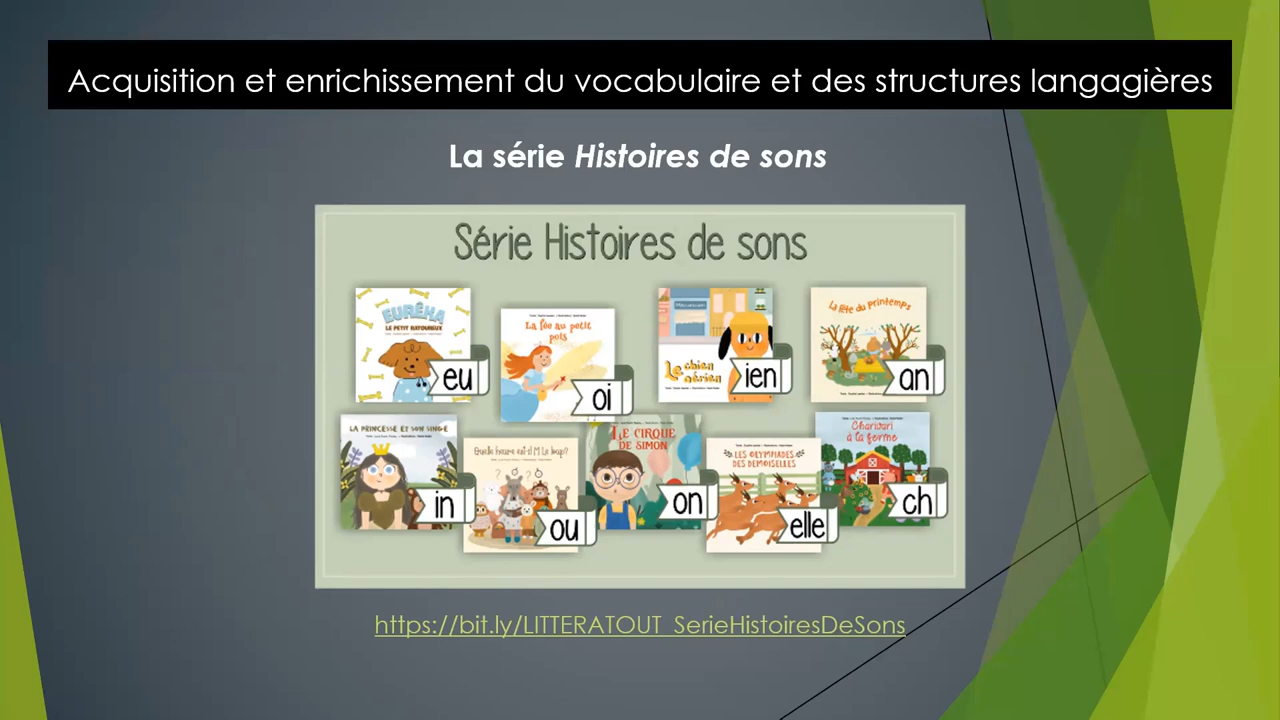 Acquisition et enrichissement du vocabulaire et des structures langagières
La série Histoires de sons
Série Histoires de sons
EURÊKA
eu
La fée au petit
pois
oi
Le chien
aérien
ien
La fête du printemps
an
LA PRINCESSE ET SON SINGE
in
Quelle heure est-il M. Le loup?
ou
LE CIRQUE
DE SIMON
on
LES OLYMPIADES
DES DEMOISELLES
elle
Charivari
à la ferme
ch
https://bit.ly/LITTERATOUT_SerieHistoiresDeSons